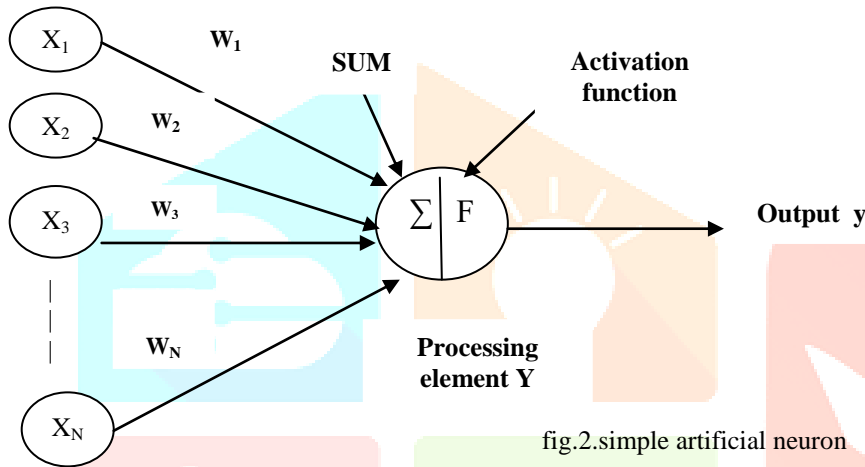 X1
W1
SUM
Activation
function
X2
W2
X3
W3
∑ F
Output y
WN
Processing
element Y
XN
fig.2.simple artificial neuron